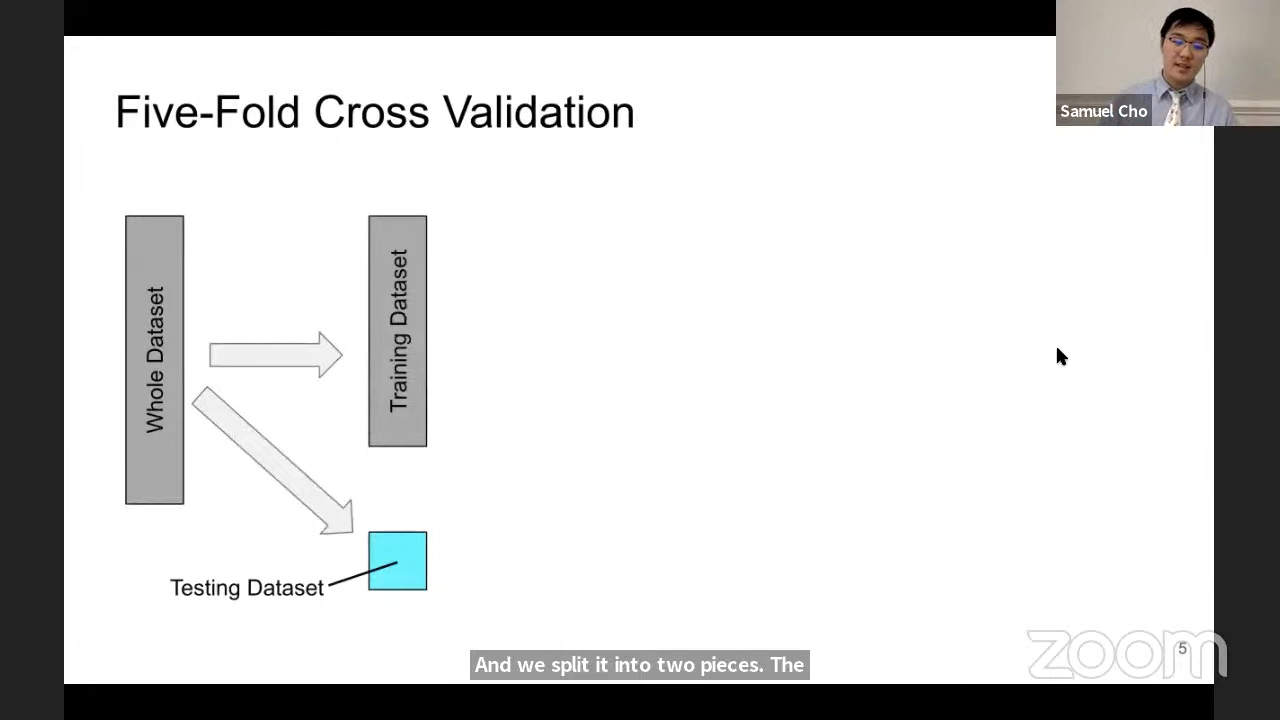 Five-Fold Cross Validation
Samuel Cho
Whole Dataset
Training Dataset
Testing Dataset
And we split it into two pieces. The
zoom
5